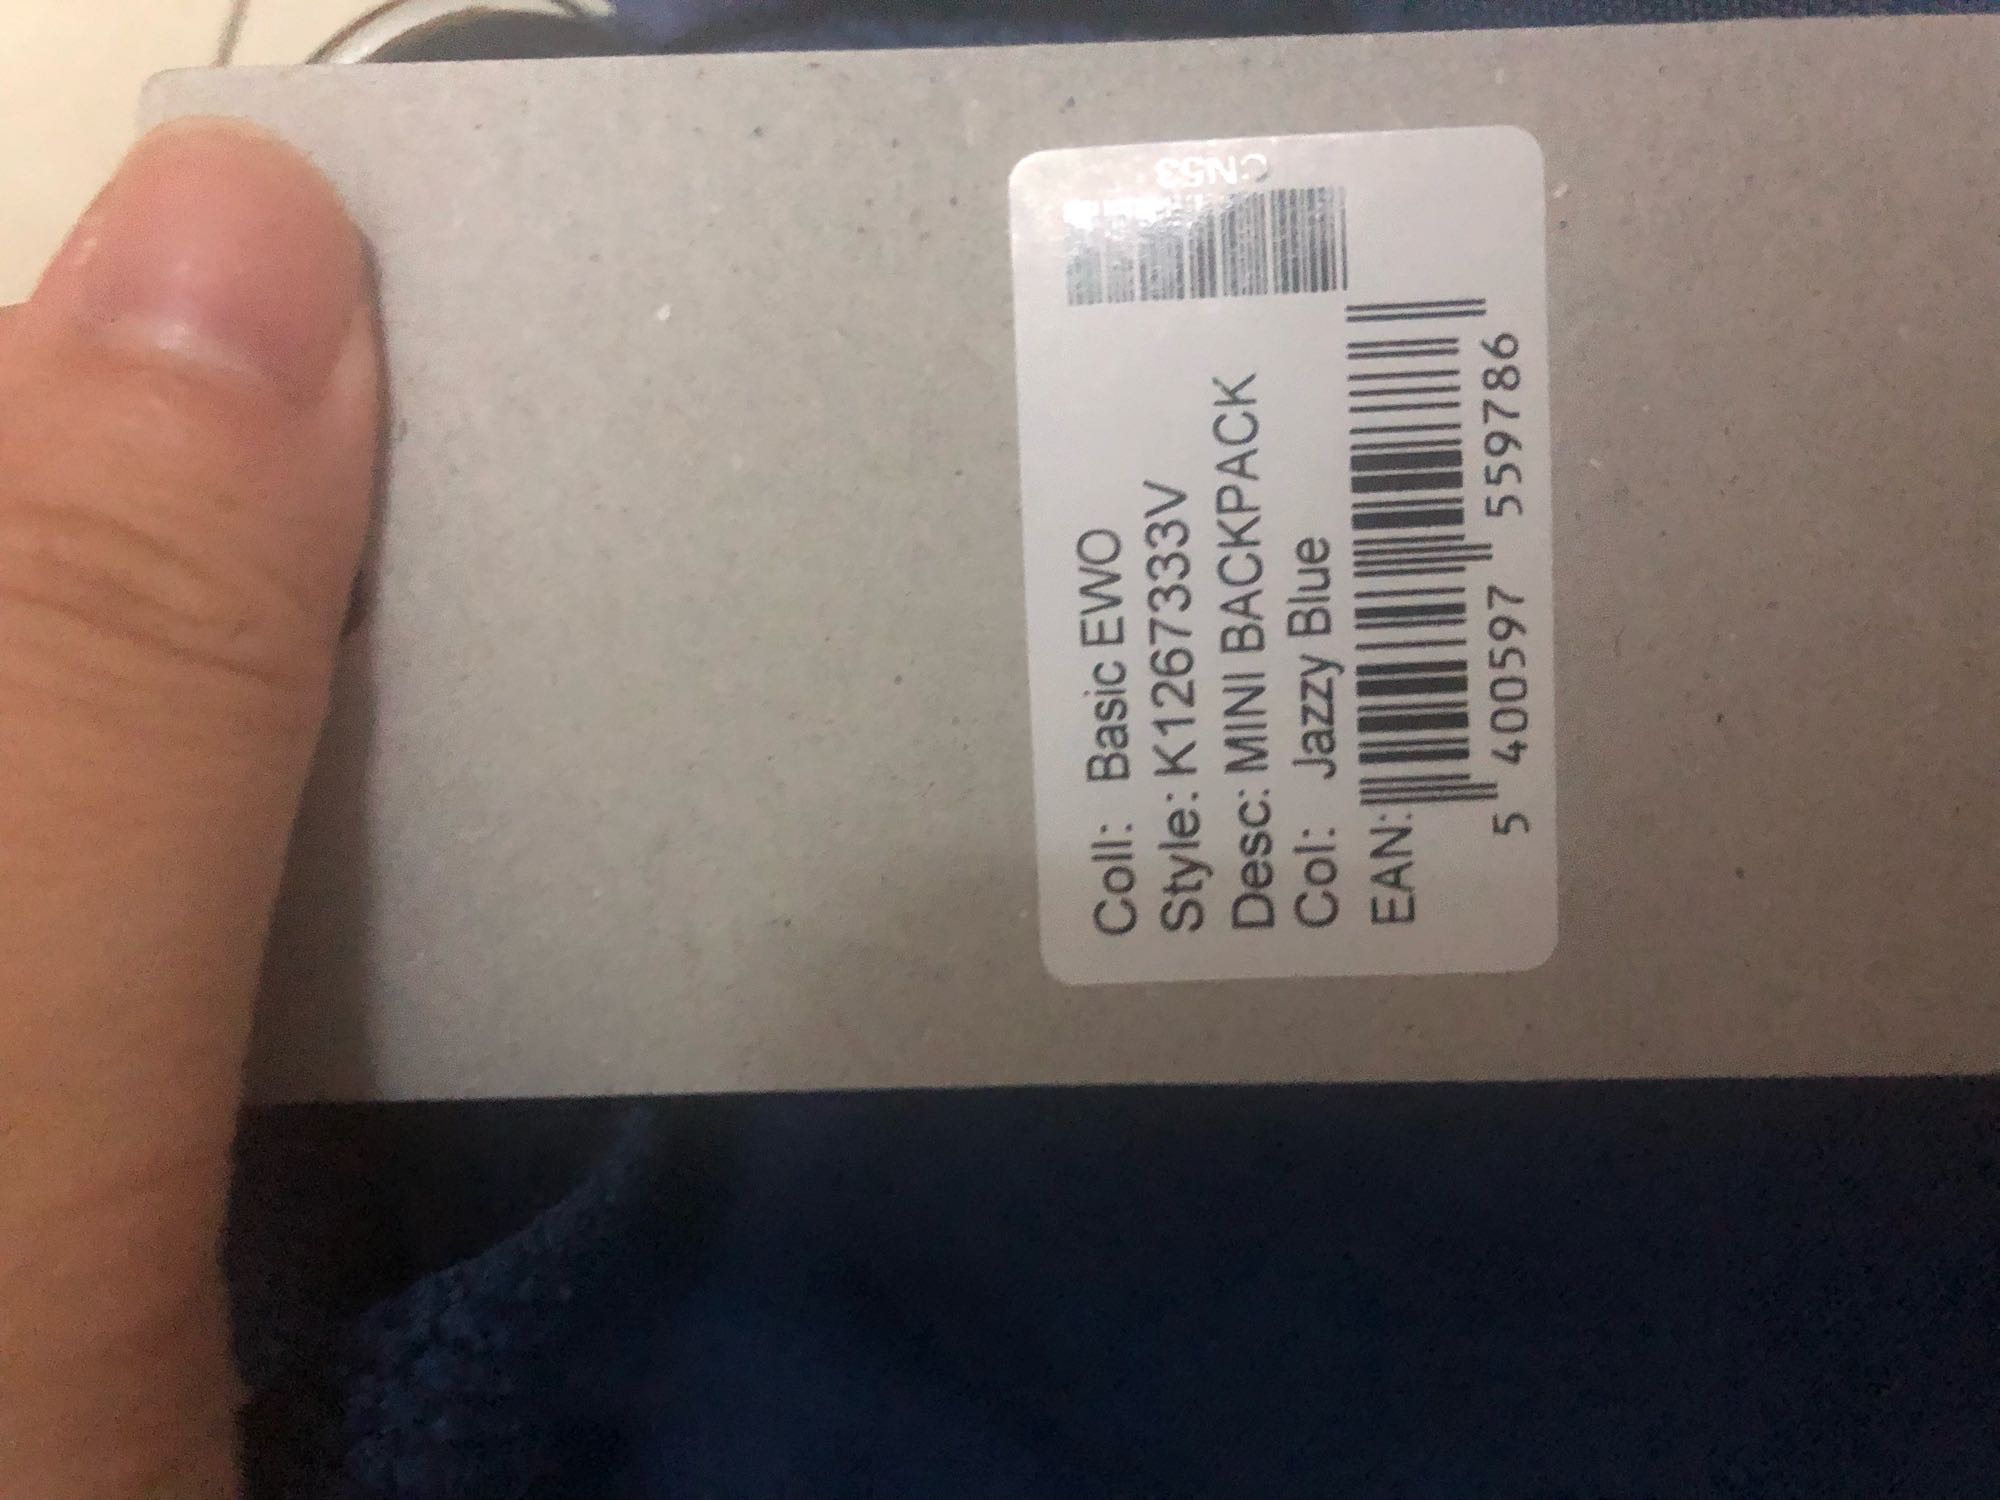 Coll: Basic EWO
Style: K1267333V
Desc: MINI BACKPACK
Col: Jazzy Blue
EAN:
5 400597 559786
CN53